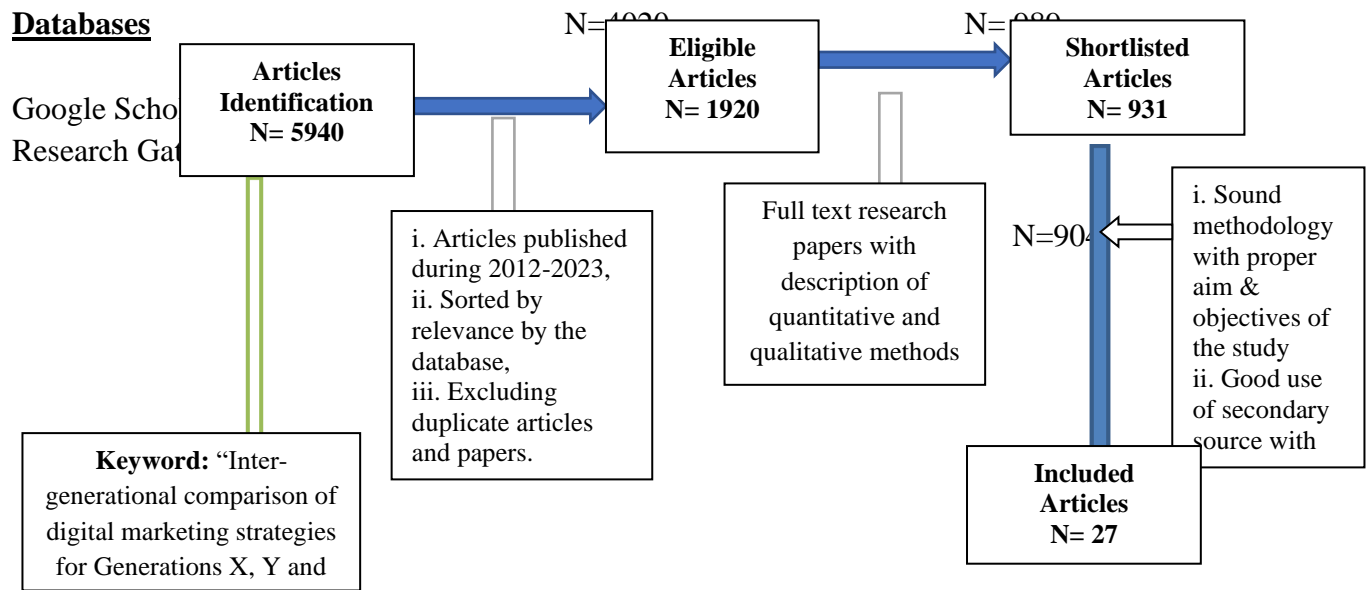 Databases
N=4020
N=
Articles
Identification
N= 5940
Eligible
Articles
N= 1920
Shortlisted
Articles
N= 931
Google Scho
Research Gat
i. Articles published
during 2012-2023,
ii. Sorted by
relevance by the
database,
iii. Excluding
duplicate articles
and papers.
Full text research
papers with
description of
quantitative and
qualitative methods
N=904
i. Sound
methodology
with proper
aim &
objectives of
the study
ii. Good use
of secondary
source with
Keyword: “Inter-
generational comparison of
digital marketing strategies
for Generations X, Y and
Included
Articles
N= 27